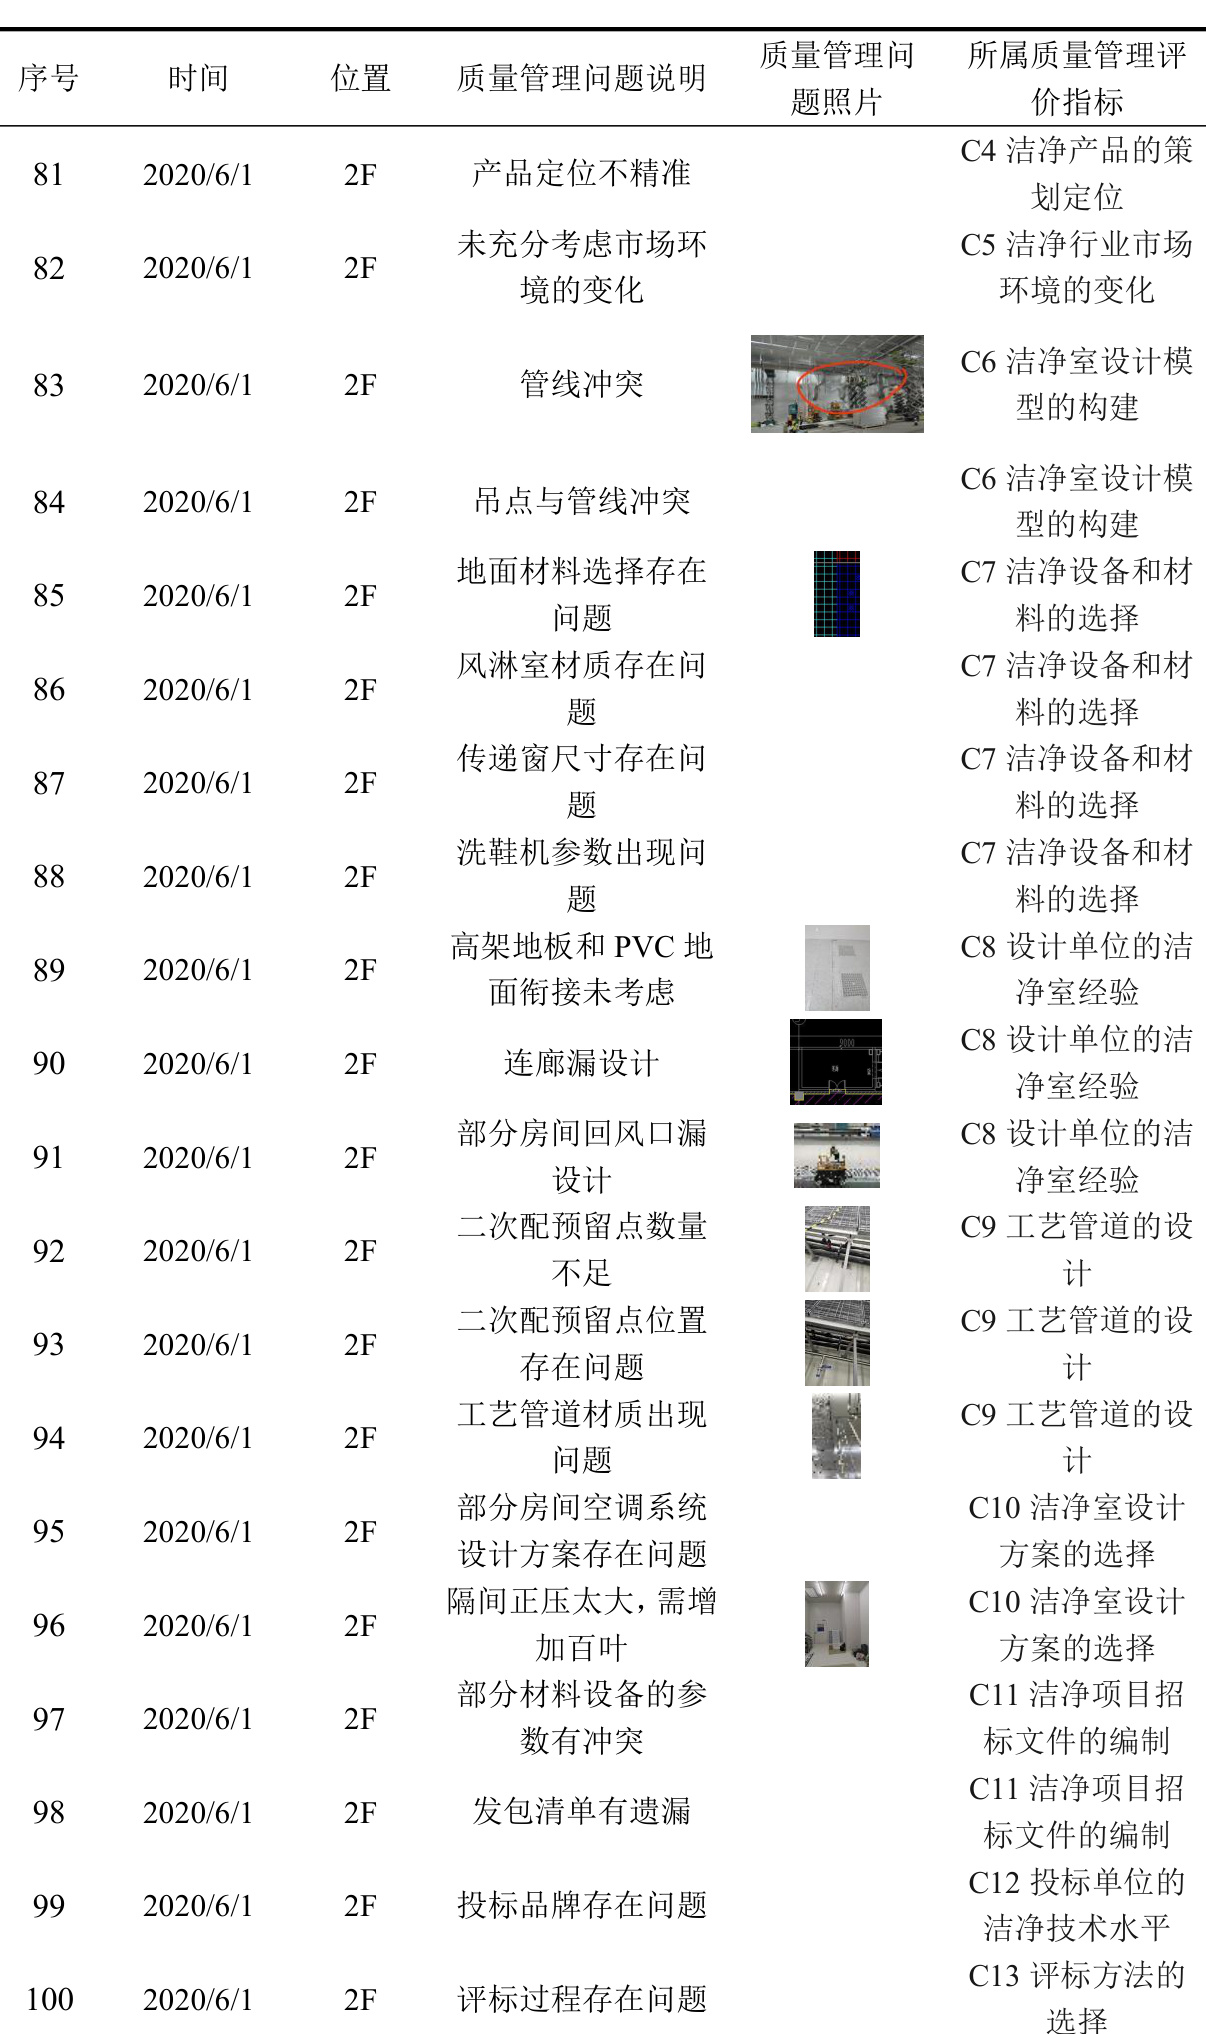 序号 时间 位置 质量管理问题说明 质量管理问 所属质量管理评
题照片 价指标
81 2020/6/1 2F 产品定位不精准 C4 洁净产品的策
划定位
82 2020/6/1 2F 未充分考虑市场环 C5 洁净行业市场
境的变化 环境的变化
83 2020/6/1 2F 管线冲突 C6 洁净室设计模
型的构建
84 2020/6/1 2F 吊点与管线冲突 C6 洁净室设计模
型的构建
85 2020/6/1 2F 地面材料选择存在 C7 洁净设备和材
问题 料的选择
86 2020/6/1 2F 风淋室材质存在问 C7 洁净设备和材
题 料的选择
87 2020/6/1 2F 传递窗尺寸存在问 C7 洁净设备和材
题 料的选择
88 2020/6/1 2F 洗鞋机参数出现问 C7 洁净设备和材
题 料的选择
89 2020/6/1 2F 高架地板和 PVC 地 C8 设计单位的洁
面衔接未考虑 净室经验
90 2020/6/1 2F 连廊漏设计 9000 C8 设计单位的洁
净室经验
91 2020/6/1 2F 部分房间回风口漏 C8 设计单位的洁
设计 净室经验
92 2020/6/1 2F 二次配预留点数量 C9 工艺管道的设
不足 计
93 2020/6/1 2F 二次配预留点位置 C9 工艺管道的设
存在问题 计
94 2020/6/1 2F 工艺管道材质出现 C9 工艺管道的设
问题 计
95 2020/6/1 2F 部分房间空调系统 C10 洁净室设计
设计方案存在问题 方案的选择
96 2020/6/1 2F 隔间正压太大，需增 C10 洁净室设计
加百叶 方案的选择
97 2020/6/1 2F 部分材料设备的参 C11 洁净项目招
数有冲突 标文件的编制
98 2020/6/1 2F 发包清单有遗漏 C11 洁净项目招
标文件的编制
99 2020/6/1 2F 投标品牌存在问题 C12 投标单位的
洁净技术水平
100 2020/6/1 2F 评标过程存在问题 C13 评标方法的
选择